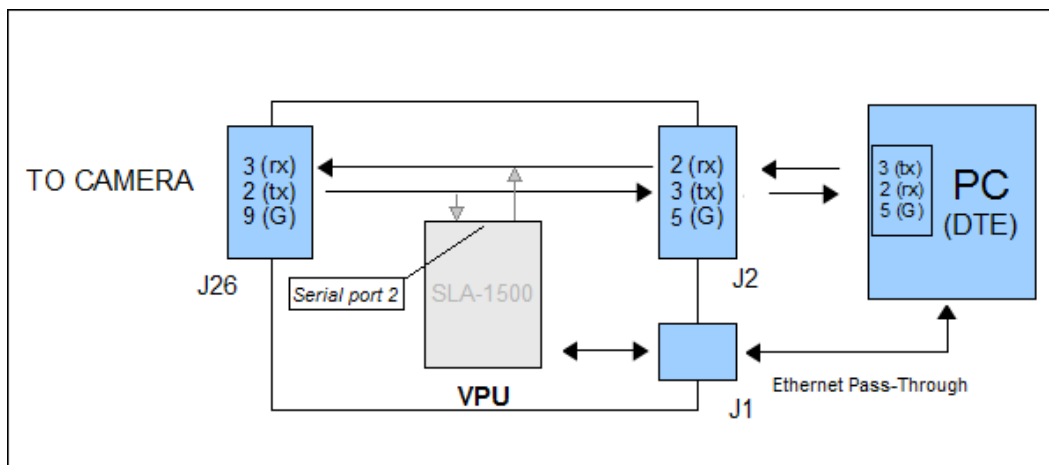 TO CAMERA
3 (rx)
2 (tx)
9 (G)
J26
Serial port 2
SLA-1500
VPU
2 (rx)
3 (tx)
5 (G)
J2
J1
3 (tx)
2 (rx)
5 (G)
PC
(DTE)
Ethernet Pass-Through